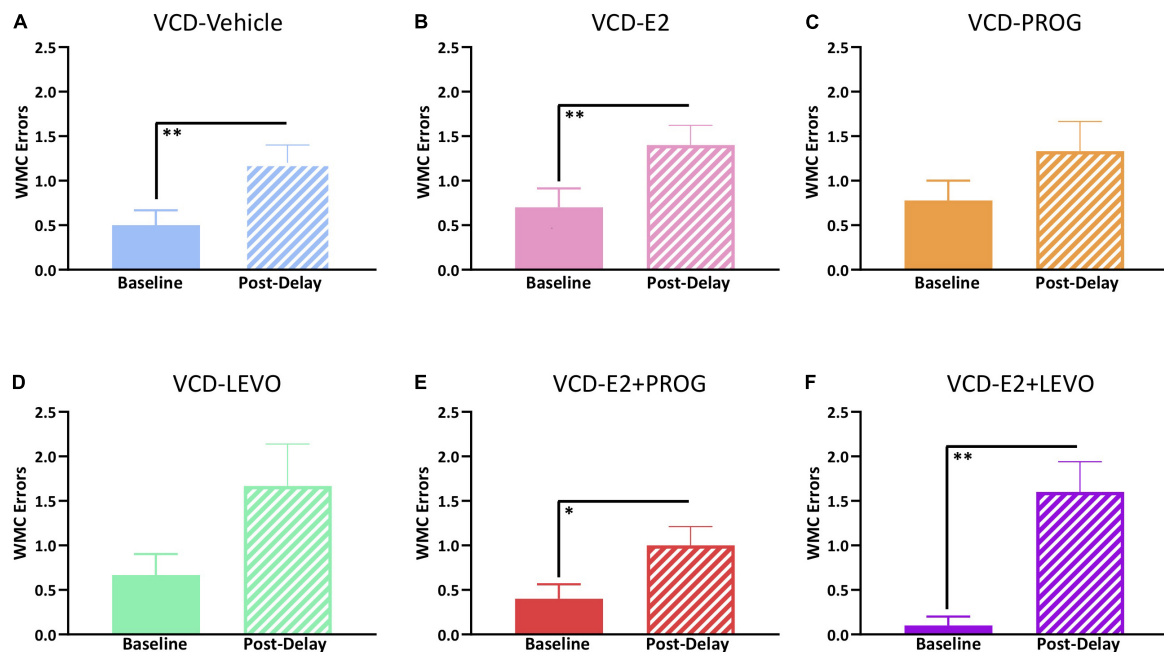 A
VCD-Vehicle
2.5
2.0
1.5
1.0
0.5
0.0
WMC Errors
**
Baseline
Post-Delay
B
VCD-E2
2.5
2.0
1.5
1.0
0.5
0.0
WMC Errors
**
Baseline
Post-Delay
C
VCD-PROG
2.5
2.0
1.5
1.0
0.5
0.0
WMC Errors
Baseline
Post-Delay
D
VCD-LEVO
2.5
2.0
1.5
1.0
0.5
0.0
WMC Errors
Baseline
Post-Delay
E
VCD-E2+PROG
2.5
2.0
1.5
1.0
0.5
0.0
WMC Errors
*
Baseline
Post-Delay
F
VCD-E2+LEVO
2.5
2.0
1.5
1.0
0.5
0.0
WMC Errors
**
Baseline
Post-Delay